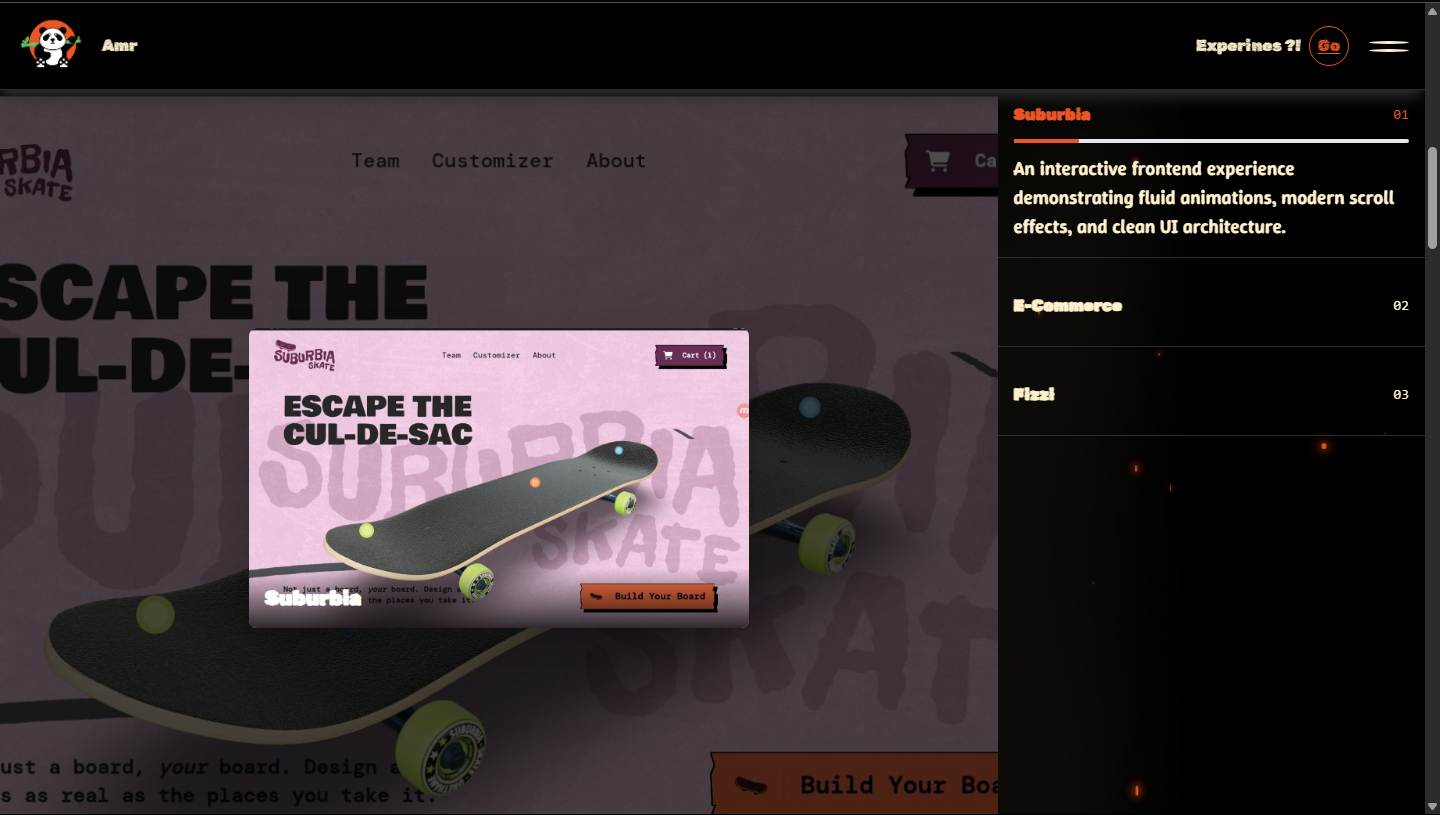 Amr
Experines ?!
Go
RBIA
SKATE
Team
Customizer
About
Ca
SCAPE THE
UL-DE-
ust a board, your board. Design a
s as real as the places you take it.
Build Your Boa
SUBURBIA
SKATE
Team
Customizer
About
Cart (1)
ESCAPE THE
CUL-DE-SAC
SUBURBIA
SKATE
Not just a board, your board. Design a
the places you take it.
Build Your Board
Suburbia
Suburbia
01
An interactive frontend experience
demonstrating fluid animations, modern scroll
effects, and clean UI architecture.
E-Commerce
02
Fizzi
03